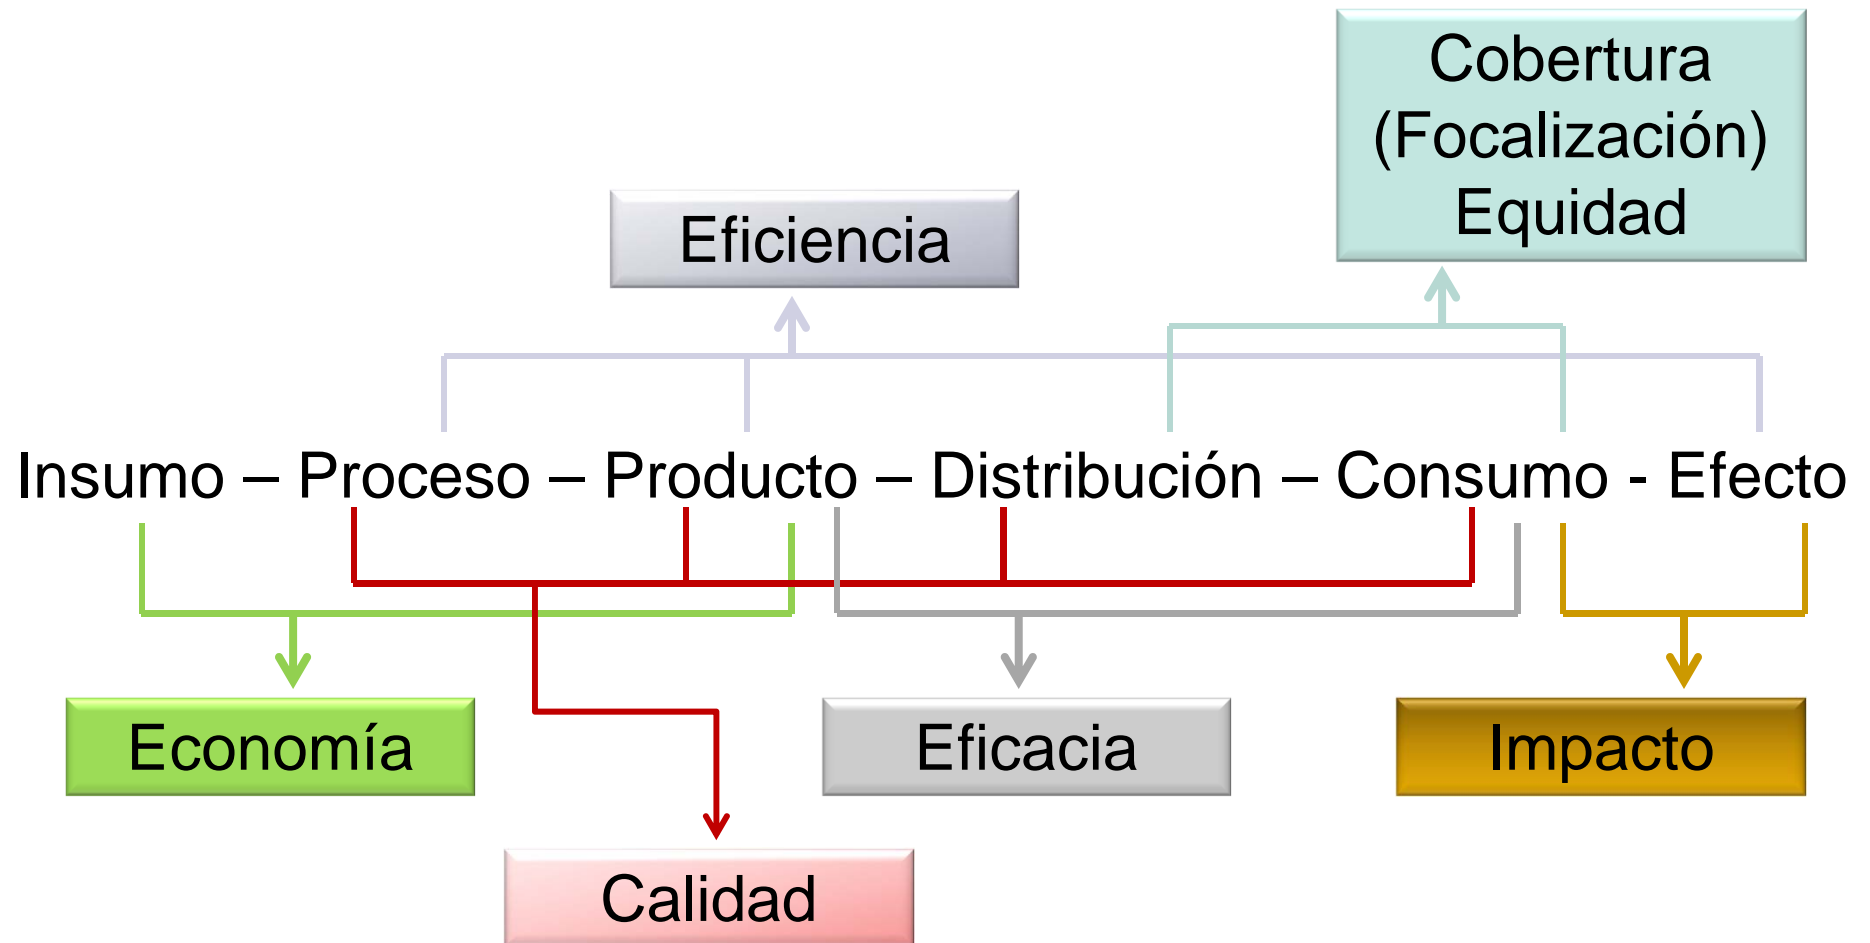 Cobertura
(Focalización)
Equidad
Eficiencia
Insumo – Proceso – Producto – Distribución – Consumo - Efecto
Economía
Eficacia
Impacto
Calidad